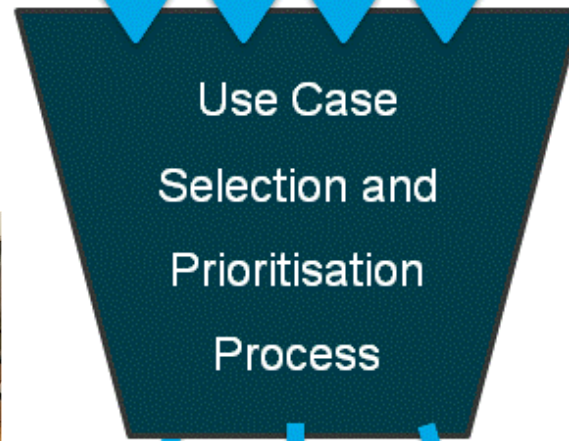 Use Case
Selection and
Prioritisation
Process